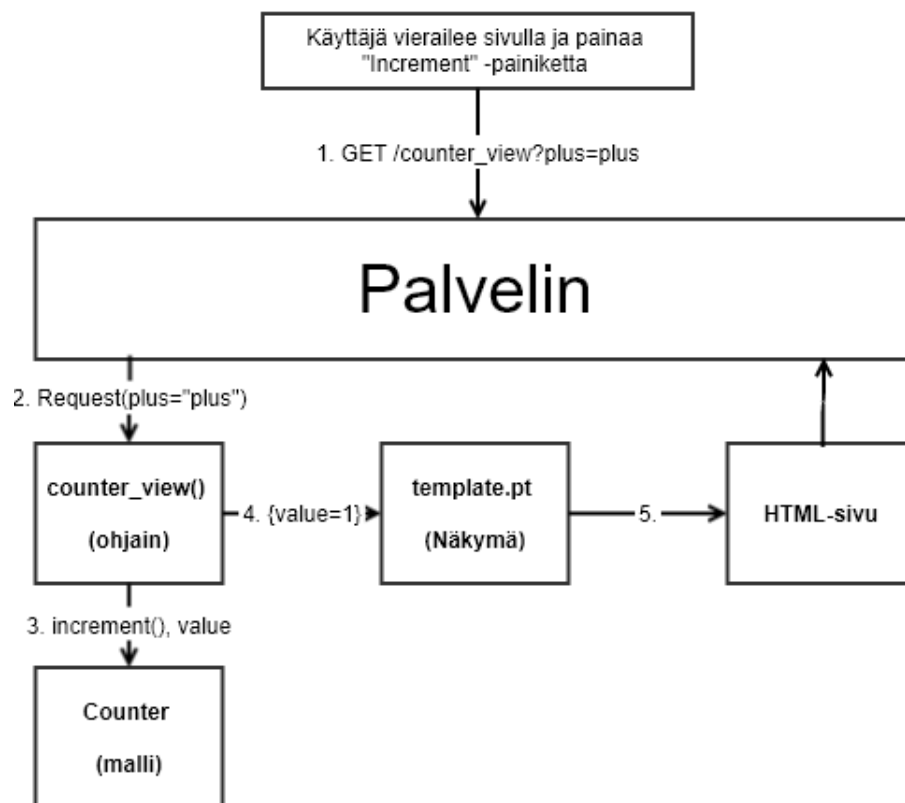 Käyttäjä vierailee sivulla ja painaa
"Increment" -painiketta
1. GET /counter_view?plus=plus
Palvelin
2. Request(plus="plus")
counter_view()
(ohjain)
4. {value=1}
template.pt
(Näkymä)
5.
HTML-sivu
3. increment(), value
Counter
(malli)